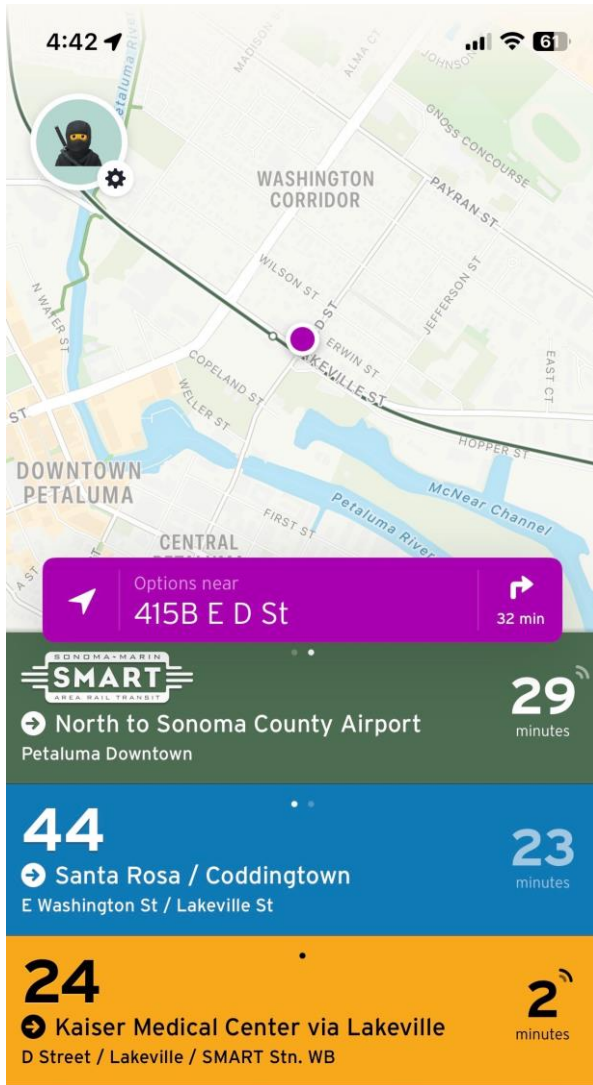 4:42
61
MADISON
ALMA CT
JOHNSO
Petaluma River
GNOSS CONCOURSE
WASHINGTON
CORRIDOR
PAYRAN ST
WILSON ST
D ST
JEFFERSON ST
N WATER ST
ERWIN ST
EAST CT
COPELAND ST
LAKEVILLE ST
WELLER ST
ST
HOPPER ST
DOWNTOWN
PETALUMA
McNear Channel
Petaluma River
FIRST ST
CENTRAL
A ST
Options near
415B E D St
32 min
SONOMA-MARIN
SMART
AREA RAIL TRANSIT
29
minutes
North to Sonoma County Airport
Petaluma Downtown
44
23
minutes
Santa Rosa / Coddingtown
E Washington St / Lakeville St
24
2
minutes
Kaiser Medical Center via Lakeville
D Street / Lakeville / SMART Stn. WB